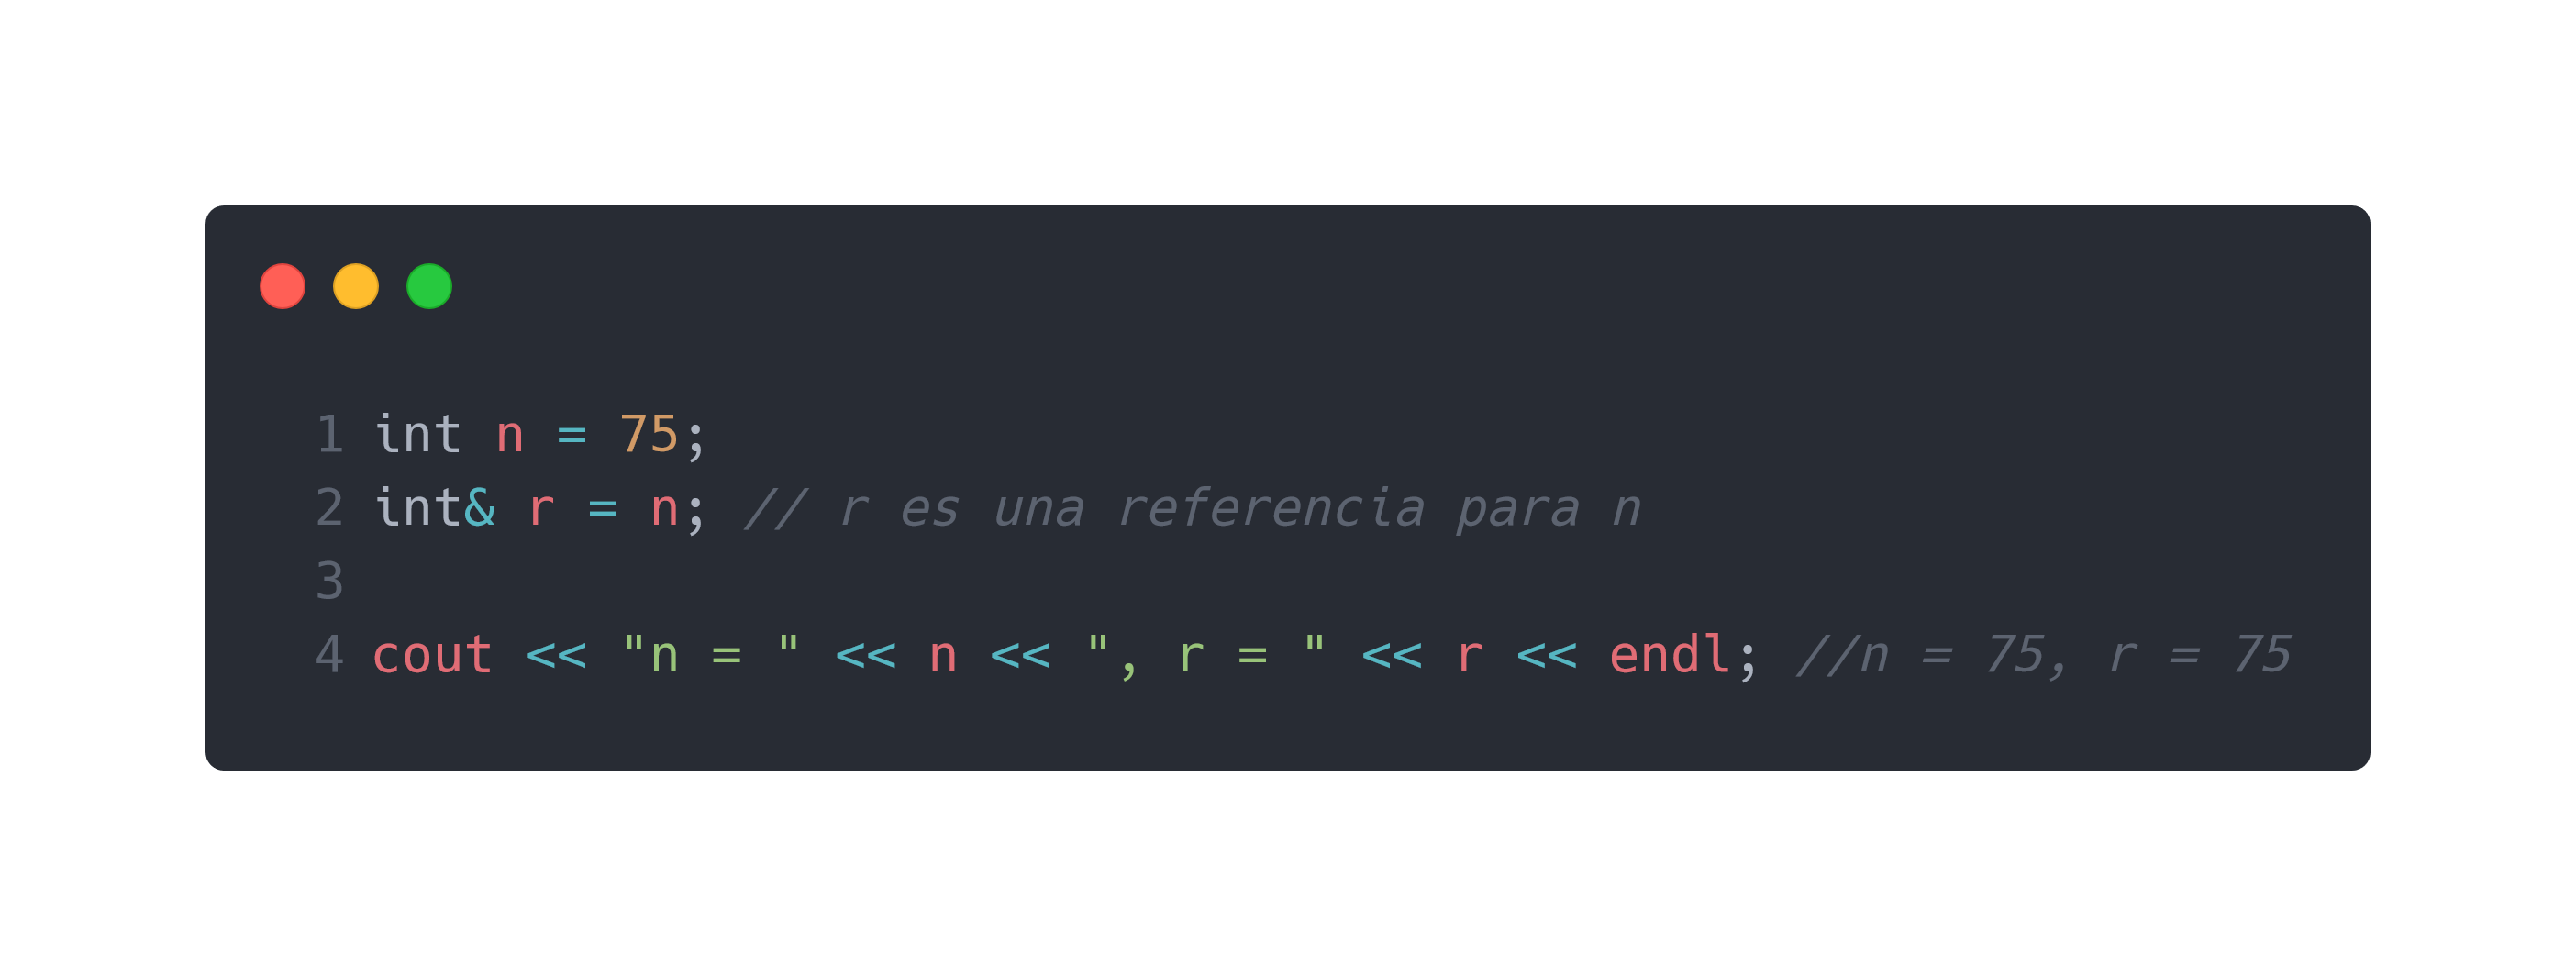 1 int n = 75;
2 int& r = n; // r es una referencia para n
3
4 cout << "n = " << n << ", r = " << r << endl; //n = 75, r = 75